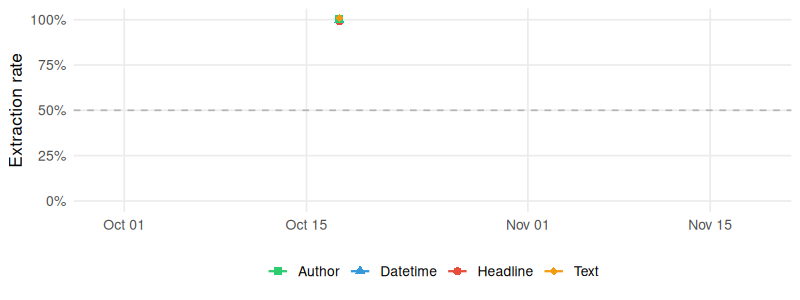 100%
75%
Extraction rate
50%
25%
0%
Oct 01 Oct 15 Nov 01 Nov 15
Author Datetime Headline Text